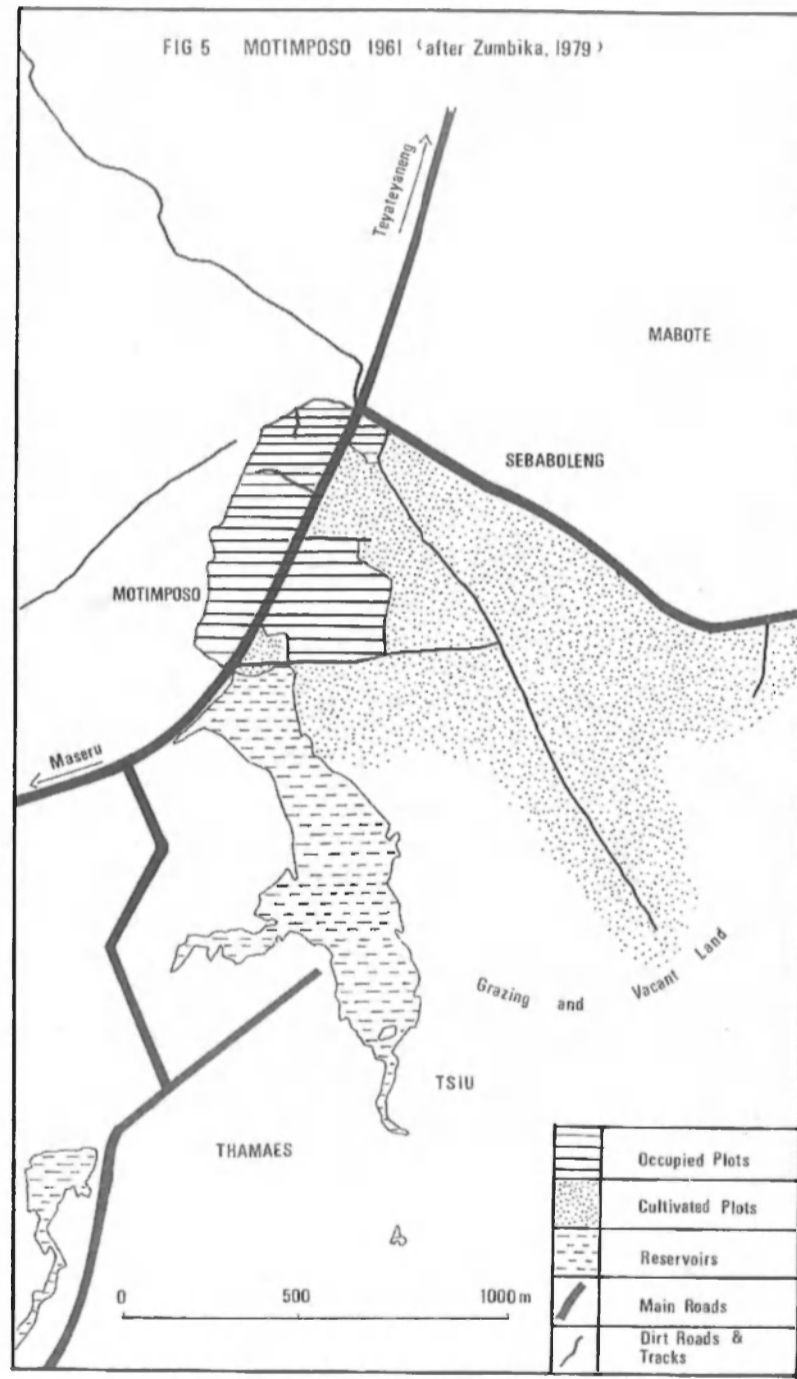 FIG 5 MOTIMPOSO 1961 (after Zumbika, 1979)
Teyateyaneng
MABOTE
SEBABOLENG
MOTIMPOSO
Maseru
Grazing and Vacant Land
TSIU
THAMAES
0 500 1000m
Occupied Plots
Cultivated Plots
Reservoirs
Main Roads
Dirt Roads &
Tracks